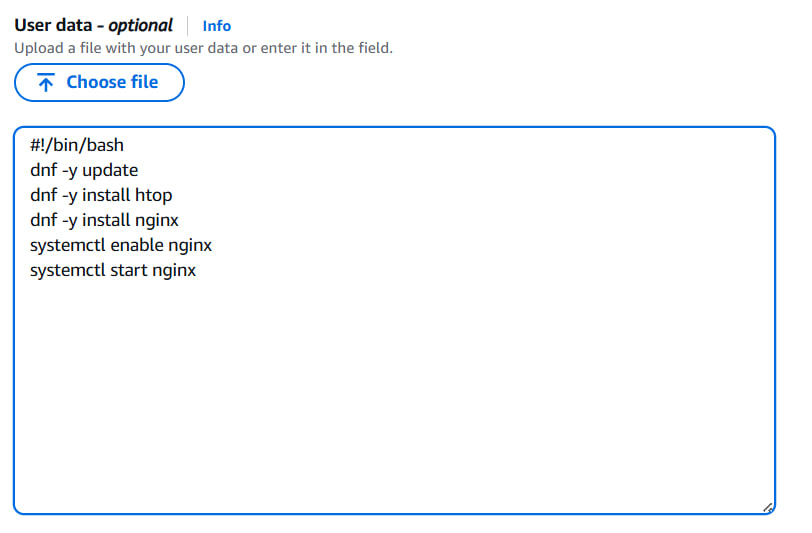 User data - optional Info
Upload a file with your user data or enter it in the field.
Choose file
#!/bin/bash
dnf -y update
dnf -y install htop
dnf -y install nginx
systemctl enable nginx
systemctl start nginx